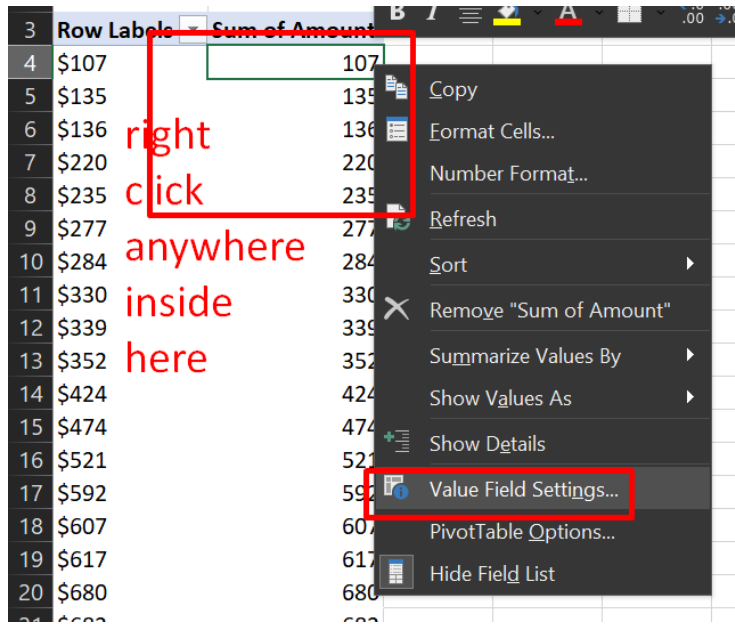 B I A .00
3 Row Labels Sum of Amount
4 $107 107
5 $135 135
6 $136 136
7 $220 220
8 $235 235
9 $277 277
10 $284 284
11 $330 330
12 $339 339
13 $352 352
14 $424 424
15 $474 474
16 $521 521
17 $592 592
18 $607 607
19 $617 617
20 $680 680
right
click
anywhere
inside
here
Copy
Format Cells...
Number Format...
Refresh
Sort
Remove "Sum of Amount"
Summarize Values By
Show Values As
Show Details
Value Field Settings...
PivotTable Options...
Hide Field List